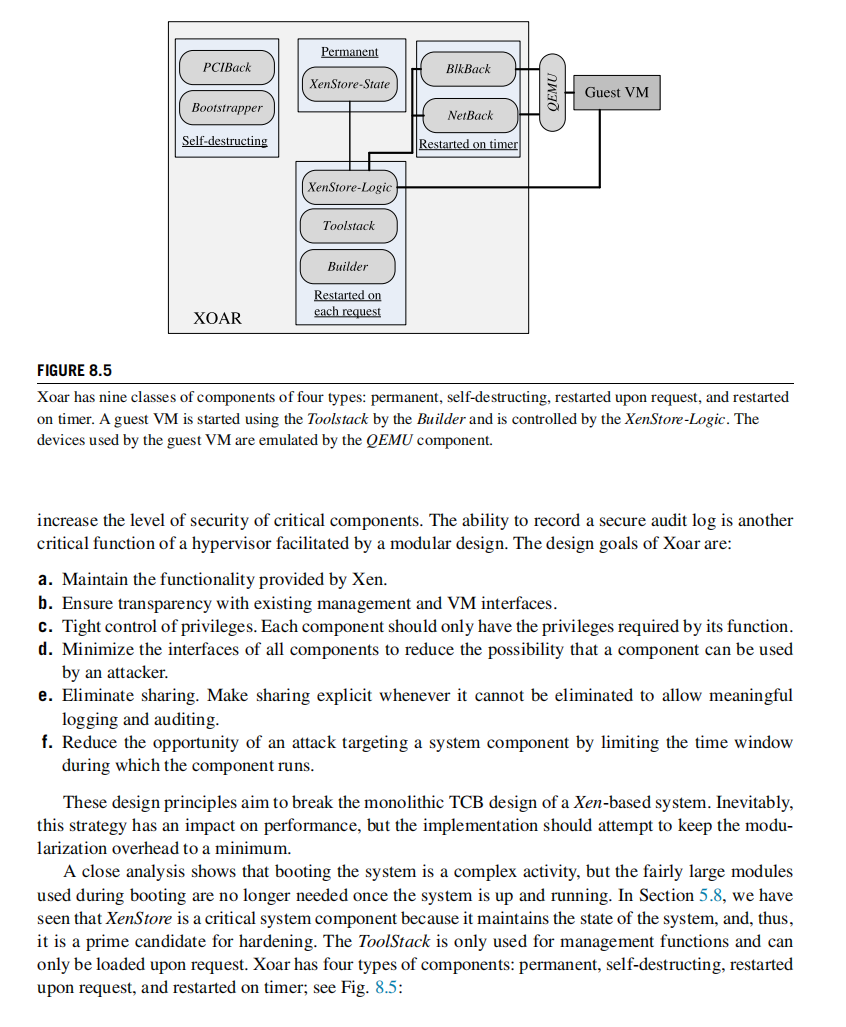 PCIBack
Bootstrapper
Self-destructing
Permanent
XenStore-State
BlkBack
NetBack
Restarted on timer
QEMU
Guest VM
XenStore-Logic
Toolstack
Builder
Restarted on
each request
XOAR
FIGURE 8.5
Xoar has nine classes of components of four types: permanent, self-destructing, restarted upon request, and restarted
on timer. A guest VM is started using the Toolstack by the Builder and is controlled by the XenStore-Logic. The
devices used by the guest VM are emulated by the QEMU component.
increase the level of security of critical components. The ability to record a secure audit log is another
critical function of a hypervisor facilitated by a modular design. The design goals of Xoar are:
a. Maintain the functionality provided by Xen.
b. Ensure transparency with existing management and VM interfaces.
c. Tight control of privileges. Each component should only have the privileges required by its function.
d. Minimize the interfaces of all components to reduce the possibility that a component can be used
by an attacker.
e. Eliminate sharing. Make sharing explicit whenever it cannot be eliminated to allow meaningful
logging and auditing.
f. Reduce the opportunity of an attack targeting a system component by limiting the time window
during which the component runs.
These design principles aim to break the monolithic TCB design of a Xen-based system. Inevitably,
this strategy has an impact on performance, but the implementation should attempt to keep the modu-
larization overhead to a minimum.
A close analysis shows that booting the system is a complex activity, but the fairly large modules
used during booting are no longer needed once the system is up and running. In Section 5.8, we have
seen that XenStore is a critical system component because it maintains the state of the system, and, thus,
it is a prime candidate for hardening. The ToolStack is only used for management functions and can
only be loaded upon request. Xoar has four types of components: permanent, self-destructing, restarted
upon request, and restarted on timer; see Fig. 8.5: